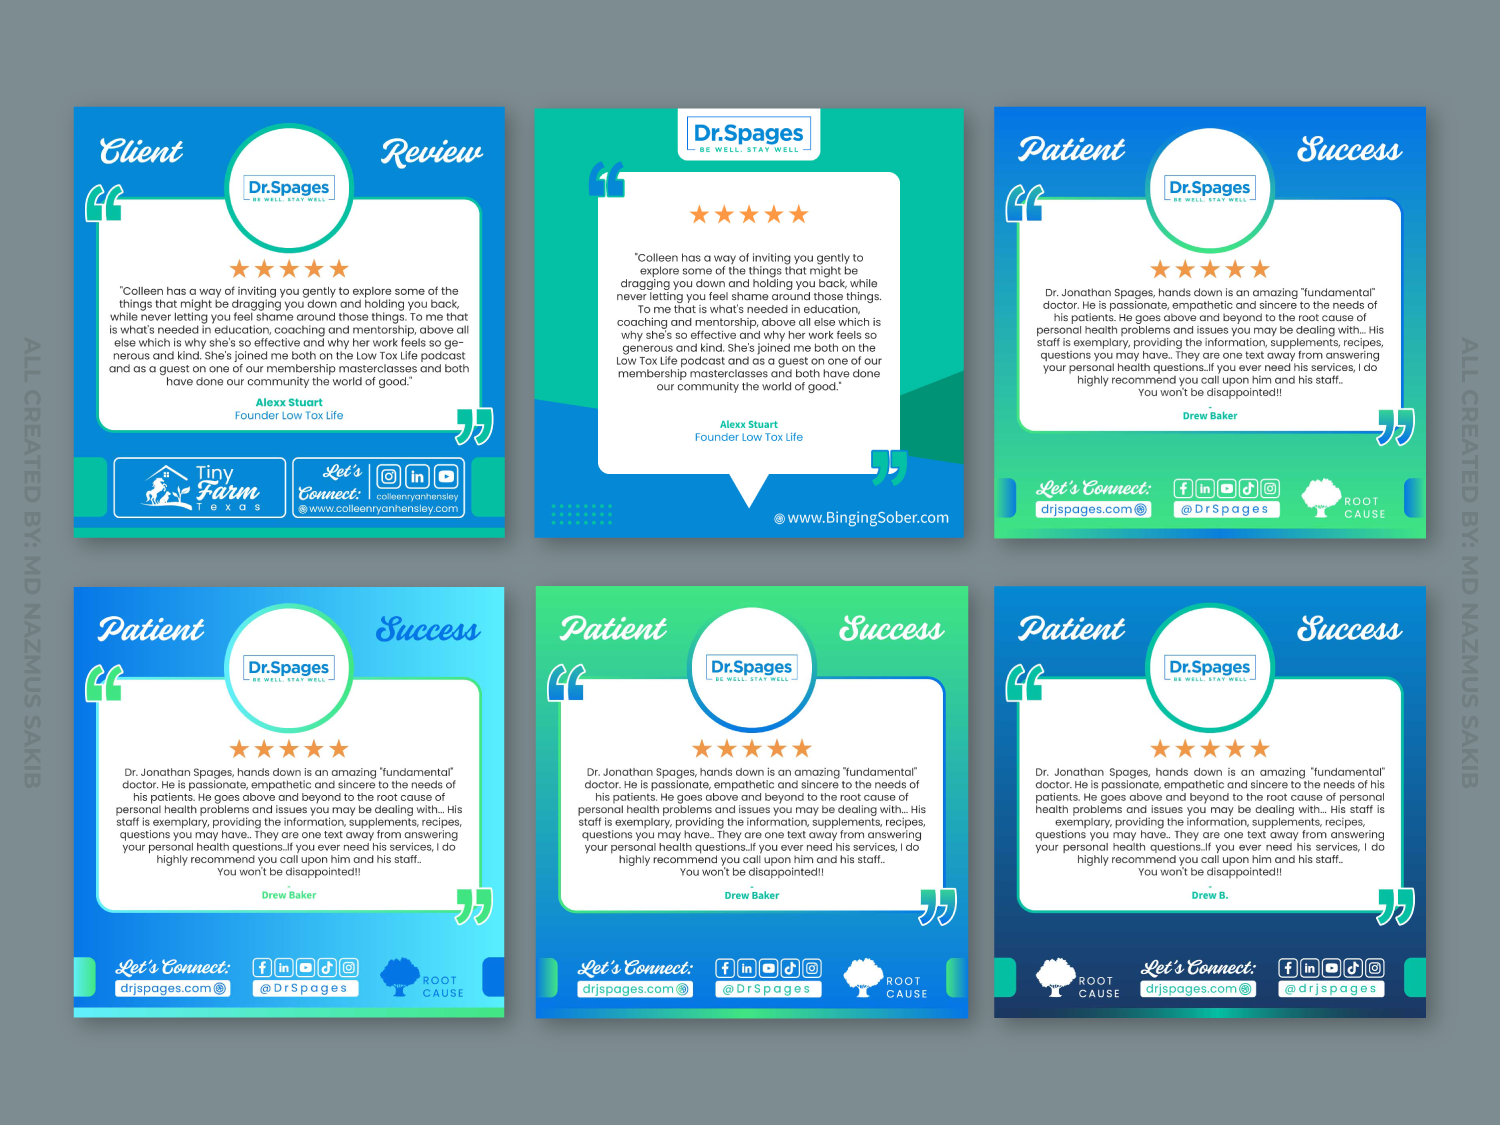 ALL CREATED BY: MD NAZMUS SAKIB
Client
Review
Dr.Spages
BE WELL. STAY WELL
"Colleen has a way of inviting you gently to explore some of the
things that might be dragging you down and holding you back,
while never letting you feel shame around those things. To me that
is what's needed in education, coaching and mentorship, above all
else which is why she's so effective and why her work feels so ge-
nerous and kind. She's joined me both on the Low Tox Life podcast
and as a guest on one of our membership masterclasses and both
have done our community the world of good."
Alexx Stuart
Founder Low Tox Life
Tiny
Farm
Texas
Let's
Connect:
colleenryanhensley
www.colleenryanhensley.com
Dr.Spages
BE WELL. STAY WELL
"Colleen has a way of inviting you gently to
explore some of the things that might be
dragging you down and holding you back, while
never letting you feel shame around those things.
To me that is what's needed in education,
coaching and mentorship, above all else which is
why she's so effective and why her work feels so
generous and kind. She's joined me both on the
Low Tox Life podcast and as a guest on one of our
membership masterclasses and both have done
our community the world of good."
Alexx Stuart
Founder Low Tox Life
www.BingingSober.com
Patient
Success
Dr.Spages
BE WELL. STAY WELL
Dr. Jonathan Spages, hands down is an amazing "fundamental"
doctor. He is passionate, empathetic and sincere to the needs of
his patients. He goes above and beyond to the root cause of
personal health problems and issues you may be dealing with... His
staff is exemplary, providing the information, supplements, recipes,
questions you may have.. They are one text away from answering
your personal health questions..If you ever need his services, I do
highly recommend you call upon him and his staff..
You won't be disappointed!!
-
Drew Baker
Let's Connect:
drjspages.com
@DrSpages
ROOT
CAUSE
Patient
Success
Dr.Spages
BE WELL. STAY WELL
Dr. Jonathan Spages, hands down is an amazing "fundamental"
doctor. He is passionate, empathetic and sincere to the needs of
his patients. He goes above and beyond to the root cause of
personal health problems and issues you may be dealing with... His
staff is exemplary, providing the information, supplements, recipes,
questions you may have.. They are one text away from answering
your personal health questions..If you ever need his services, I do
highly recommend you call upon him and his staff..
You won't be disappointed!!
-
Drew Baker
Let's Connect:
drjspages.com
@DrSpages
ROOT
CAUSE
Patient
Success
Dr.Spages
BE WELL. STAY WELL
Dr. Jonathan Spages, hands down is an amazing "fundamental"
doctor. He is passionate, empathetic and sincere to the needs of
his patients. He goes above and beyond to the root cause of
personal health problems and issues you may be dealing with... His
staff is exemplary, providing the information, supplements, recipes,
questions you may have.. They are one text away from answering
your personal health questions..If you ever need his services, I do
highly recommend you call upon him and his staff..
You won't be disappointed!!
-
Drew Baker
Let's Connect:
drjspages.com
@DrSpages
ROOT
CAUSE
Patient
Success
Dr.Spages
BE WELL. STAY WELL
Dr. Jonathan Spages, hands down is an amazing "fundamental"
doctor. He is passionate, empathetic and sincere to the needs of his
patients. He goes above and beyond to the root cause of personal
health problems and issues you may be dealing with... His staff is
exemplary, providing the information, supplements, recipes,
questions you may have.. They are one text away from answering
your personal health questions..If you ever need his services, I do
highly recommend you call upon him and his staff..
You won't be disappointed!!
-
Drew B.
ROOT
CAUSE
Let's Connect:
drjspages.com
@drjspages
ALL CREATED BY: MD NAZMUS SAKIB